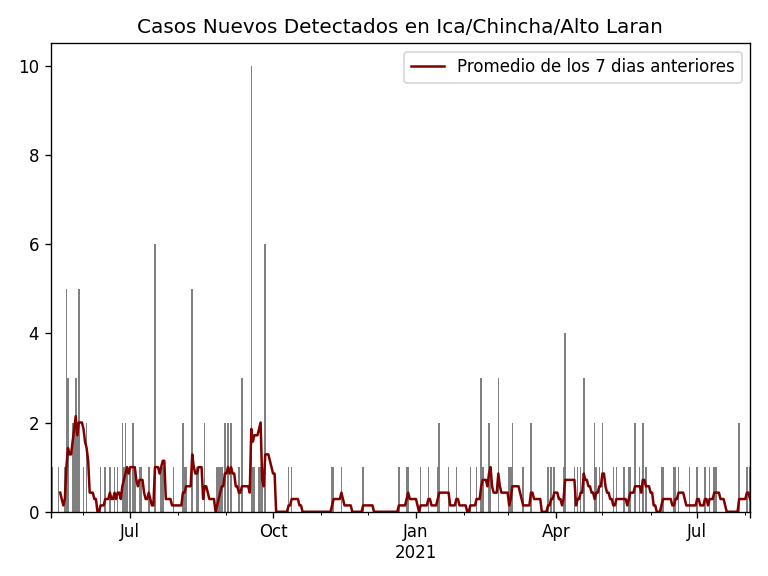 Casos Nuevos Detectados en Ica/Chincha/Alto Laran
Promedio de los 7 dias anteriores
10
8
6
4
2
0
Jul Oct Jan Apr Jul
2021